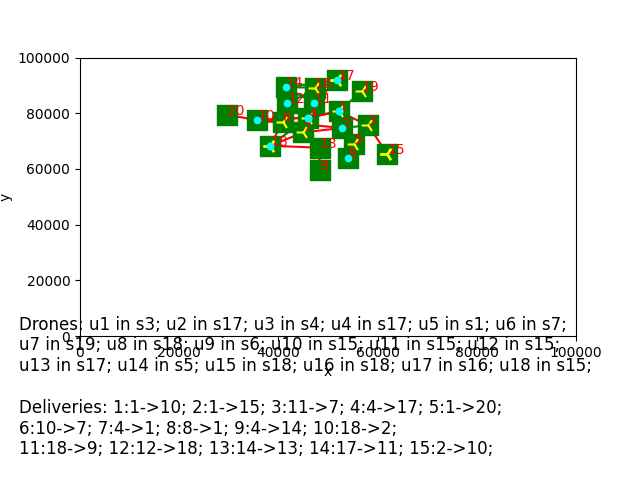 100000
80000
60000
40000
20000
0
y
17
19
20
10
13
15
0 20000 40000 60000 80000 100000
x
Drones: u1 in s3; u2 in s17; u3 in s4; u4 in s17; u5 in s1; u6 in s7;
u7 in s19; u8 in s18; u9 in s6; u10 in s15; u11 in s15; u12 in s15;
u13 in s17; u14 in s5; u15 in s18; u16 in s18; u17 in s16; u18 in s15;
Deliveries: 1:1->10; 2:1->15; 3:11->7; 4:4->17; 5:1->20;
6:10->7; 7:4->1; 8:8->1; 9:4->14; 10:18->2;
11:18->9; 12:12->18; 13:14->13; 14:17->11; 15:2->10;